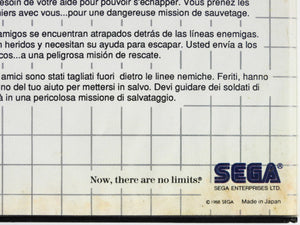 besoin de votre aide pour pouvoir s'échapper. Vous prenez les
iers avec vous...pour une dangereuse mission de sauvetage.
amigos se encuentran atrapados detrás de las líneas enemigas.
n heridos y necesitan su ayuda para escapar. Usted envía a los
cos...a una peligrosa misión de rescate.
amici sono stati tagliati fuori dietro le linee nemiche. Feriti, hanno
no del tuo aiuto per mettersi in salvo. Devi guidare dei soldati di
à in una pericolosa missione di salvataggio.
Now, there are no limits!
SEGA
SEGA ENTERPRISES LTD.
© 1988 SEGA Made in Japan